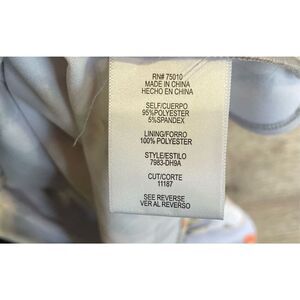 RN# 75010
MADE IN CHINA
HECHO EN CHINA
SELF/CUERPO
95%POLYESTER
5%SPANDEX
LINING/FORRO
100% POLYESTER
STYLE/ESTILO
7983-DH9A
CUT/CORTE
11187
SEE REVERSE
VER AL REVERSO